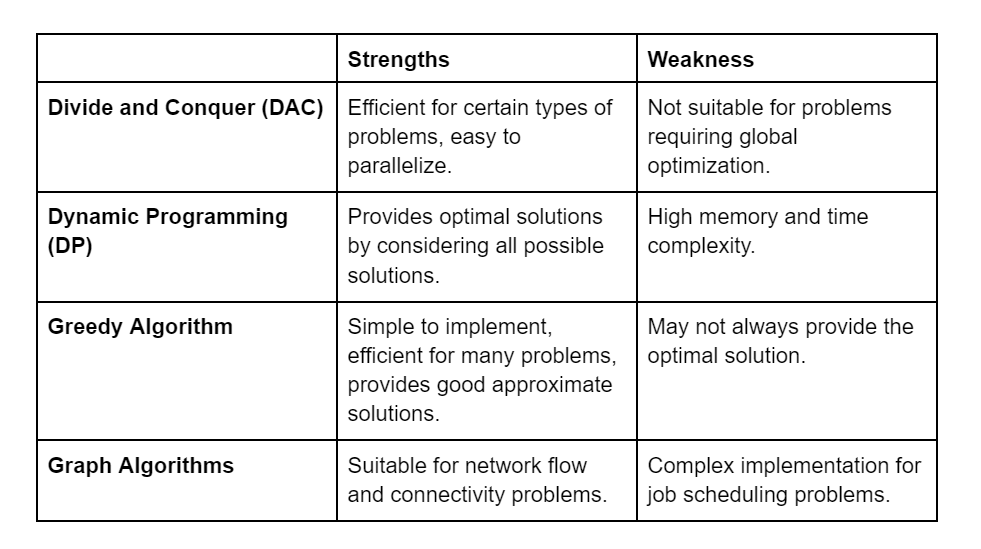 Strengths
Weakness
Divide and Conquer (DAC)
Efficient for certain types of
problems, easy to
parallelize.
Not suitable for problems
requiring global
optimization.
Dynamic Programming
(DP)
Provides optimal solutions
by considering all possible
solutions.
High memory and time
complexity.
Greedy Algorithm
Simple to implement,
efficient for many problems,
provides good approximate
solutions.
May not always provide the
optimal solution.
Graph Algorithms
Suitable for network flow
and connectivity problems.
Complex implementation for
job scheduling problems.